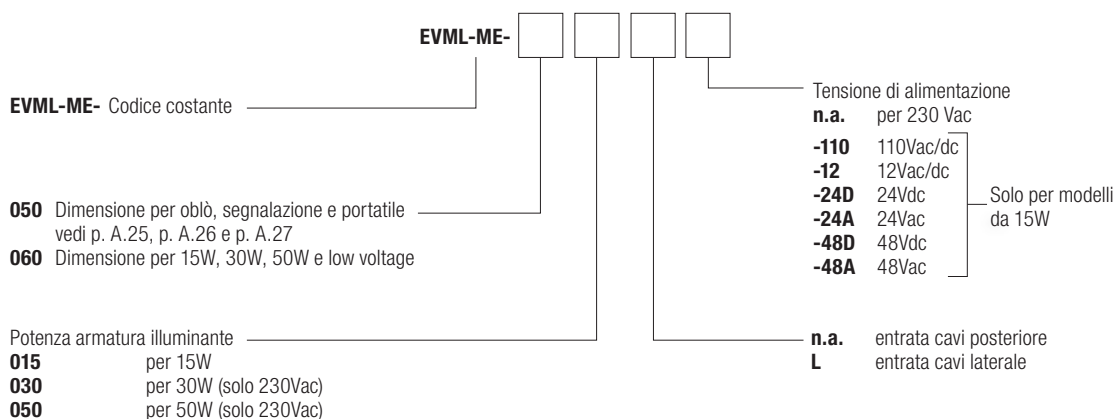 EVML-ME-
EVML-ME- Codice costante
050 Dimensione per oblò, segnalazione e portatile
vedi p. A.25, p. A.26 e p. A.27
060 Dimensione per 15W, 30W, 50W e low voltage
Potenza armatura illuminante
015 per 15W
030 per 30W (solo 230Vac)
050 per 50W (solo 230Vac)
Tensione di alimentazione
n.a. per 230 Vac
-110 110Vac/dc
-12 12Vac/dc
-24D 24Vdc
-24A 24Vac
-48D 48Vdc
-48A 48Vac
Solo per modelli
da 15W
n.a. entrata cavi posteriore
L entrata cavi laterale